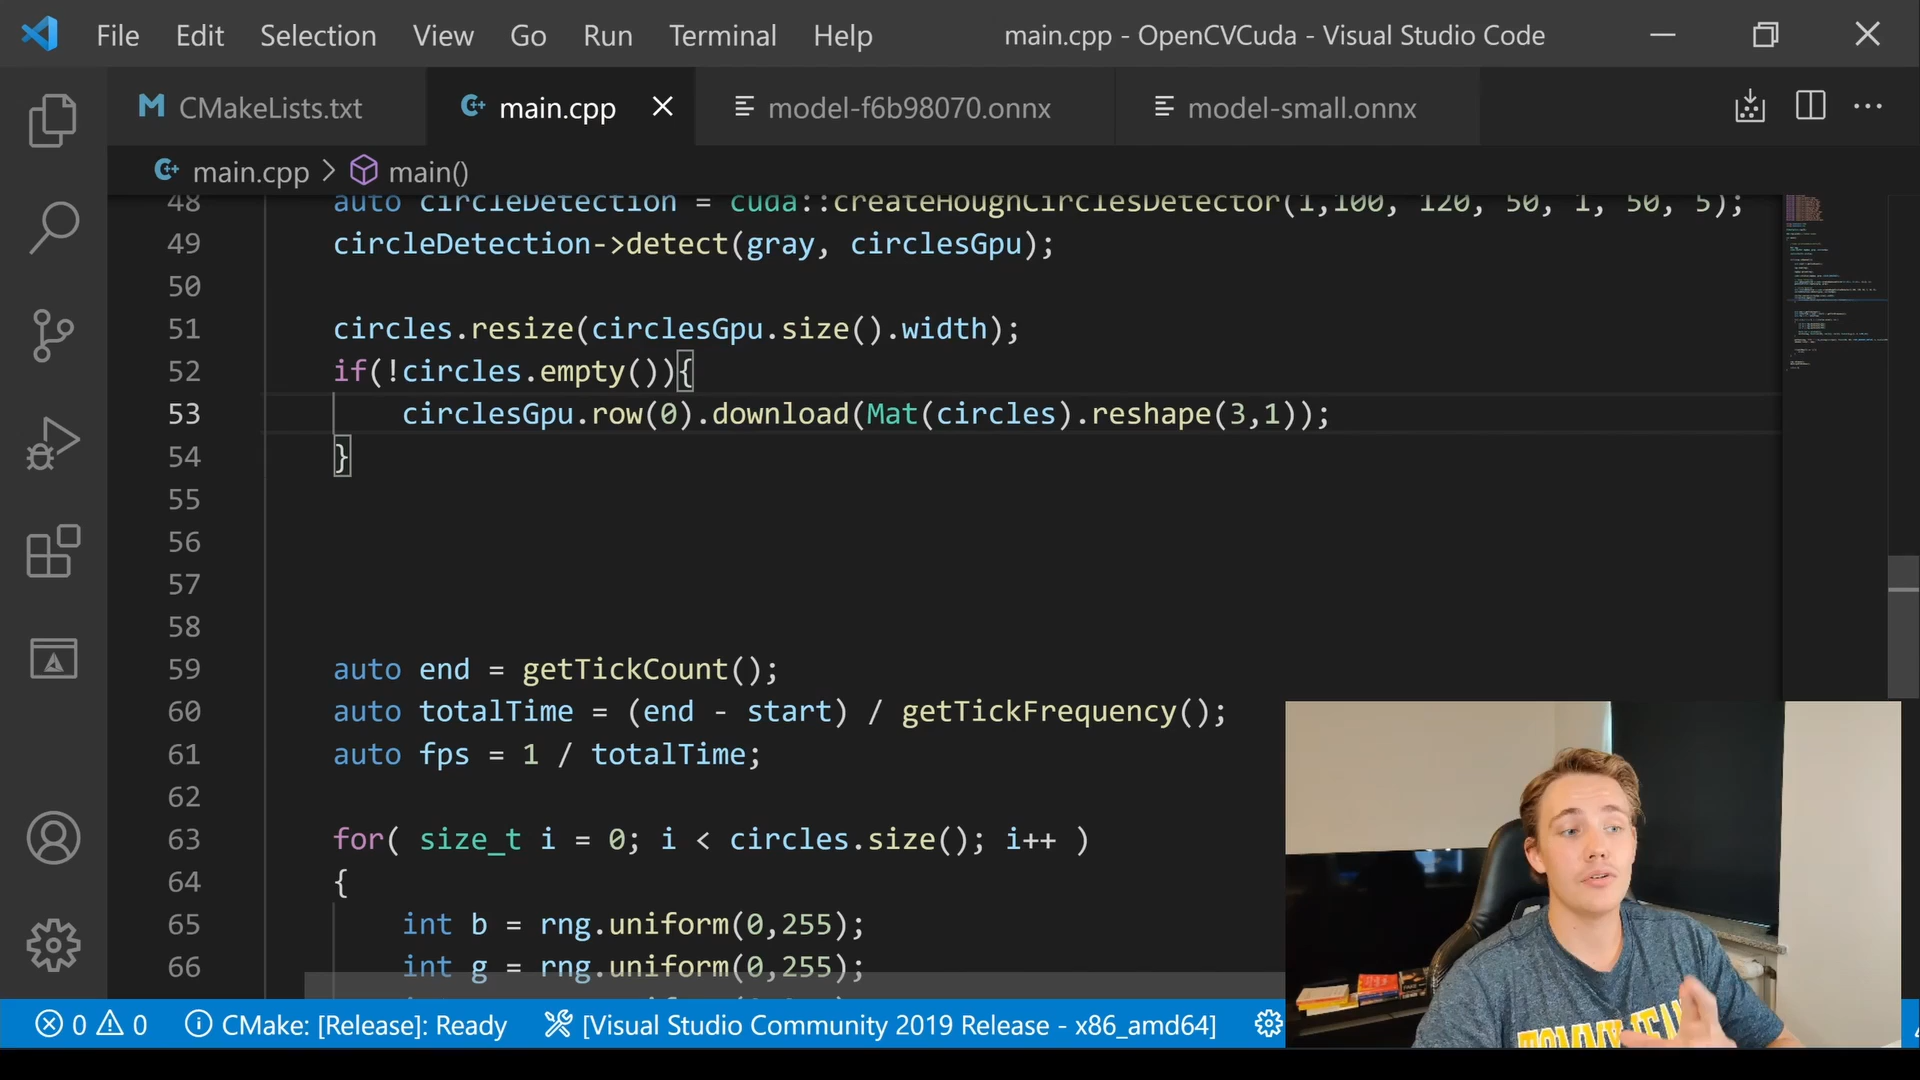 File Edit Selection View Go Run Terminal Help main.cpp - OpenCVCuda - Visual Studio Code
CMakeLists.txt main.cpp model-f6b98070.onnx model-small.onnx
main.cpp > main()
48 auto circleDetection = cuda::createHoughCirclesDetector(1,100, 120, 50, 1, 50, 5);
49 circleDetection->detect(gray, circlesGpu);
50
51 circles.resize(circlesGpu.size().width);
52 if(!circles.empty()){
53 circlesGpu.row(0).download(Mat(circles).reshape(3,1));
54 }
55
56
57
58
59 auto end = getTickCount();
60 auto totalTime = (end - start) / getTickFrequency();
61 auto fps = 1 / totalTime;
62
63 for( size_t i = 0; i < circles.size(); i++ )
64 {
65 int b = rng.uniform(0,255);
66 int g = rng.uniform(0,255);
0 0 CMake: [Release]: Ready [Visual Studio Community 2019 Release - x86_amd64]
TOMMY JEANS